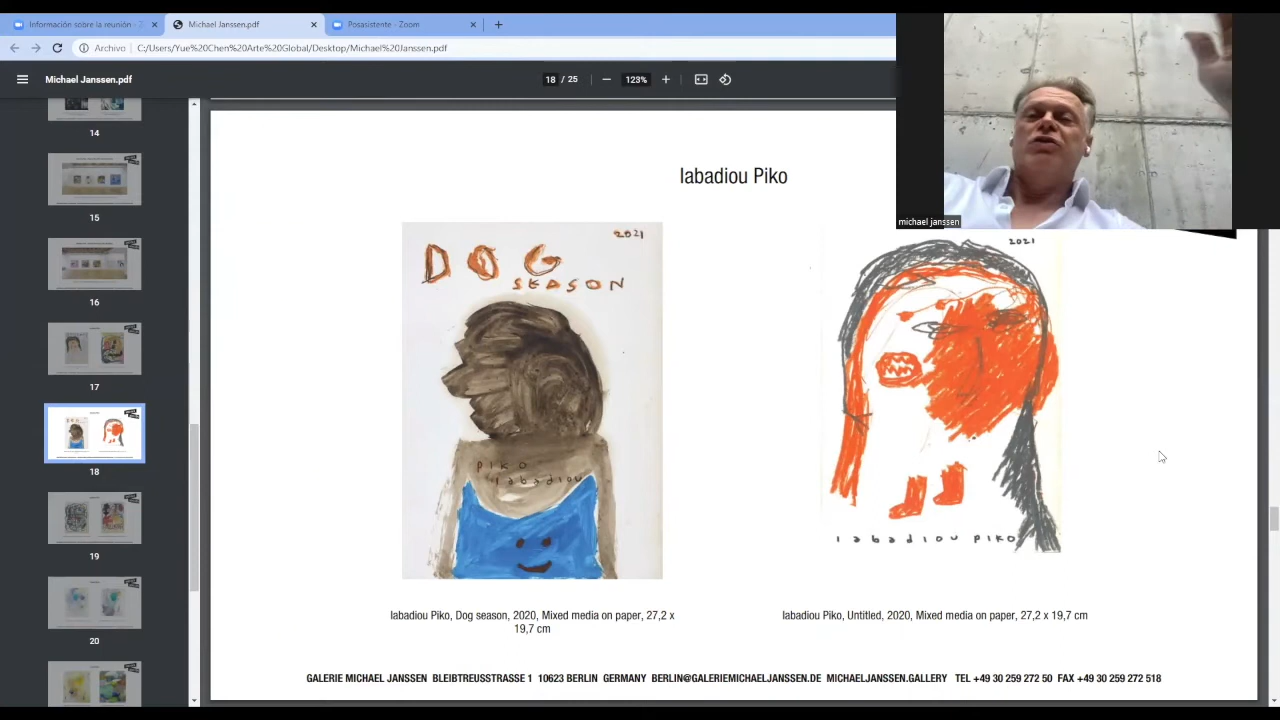 Información sobre la reunión - Z
Michael Janssen.pdf
Posasistente - Zoom
Archivo
C:/Users/Yue%20Chen%20Arte%20Global/Desktop/Michael%20Janssen.pdf
Michael Janssen.pdf
18 / 25
123%
14
15
16
17
18
19
20
Iabadiou Piko
michael janssen
2021
DOG
SEASON
piko
iabadiou
2021
iabadiou piko
Iabadiou Piko, Dog season, 2020, Mixed media on paper, 27,2 x
19,7 cm
Iabadiou Piko, Untitled, 2020, Mixed media on paper, 27,2 x 19,7 cm
GALERIE MICHAEL JANSSEN BLEIBTREUSSTRASSE 1 10623 BERLIN GERMANY BERLIN@GALERIEMICHAELJANSSEN.DE MICHAELJANSSEN.GALLERY TEL +49 30 259 272 50 FAX +49 30 259 272 518